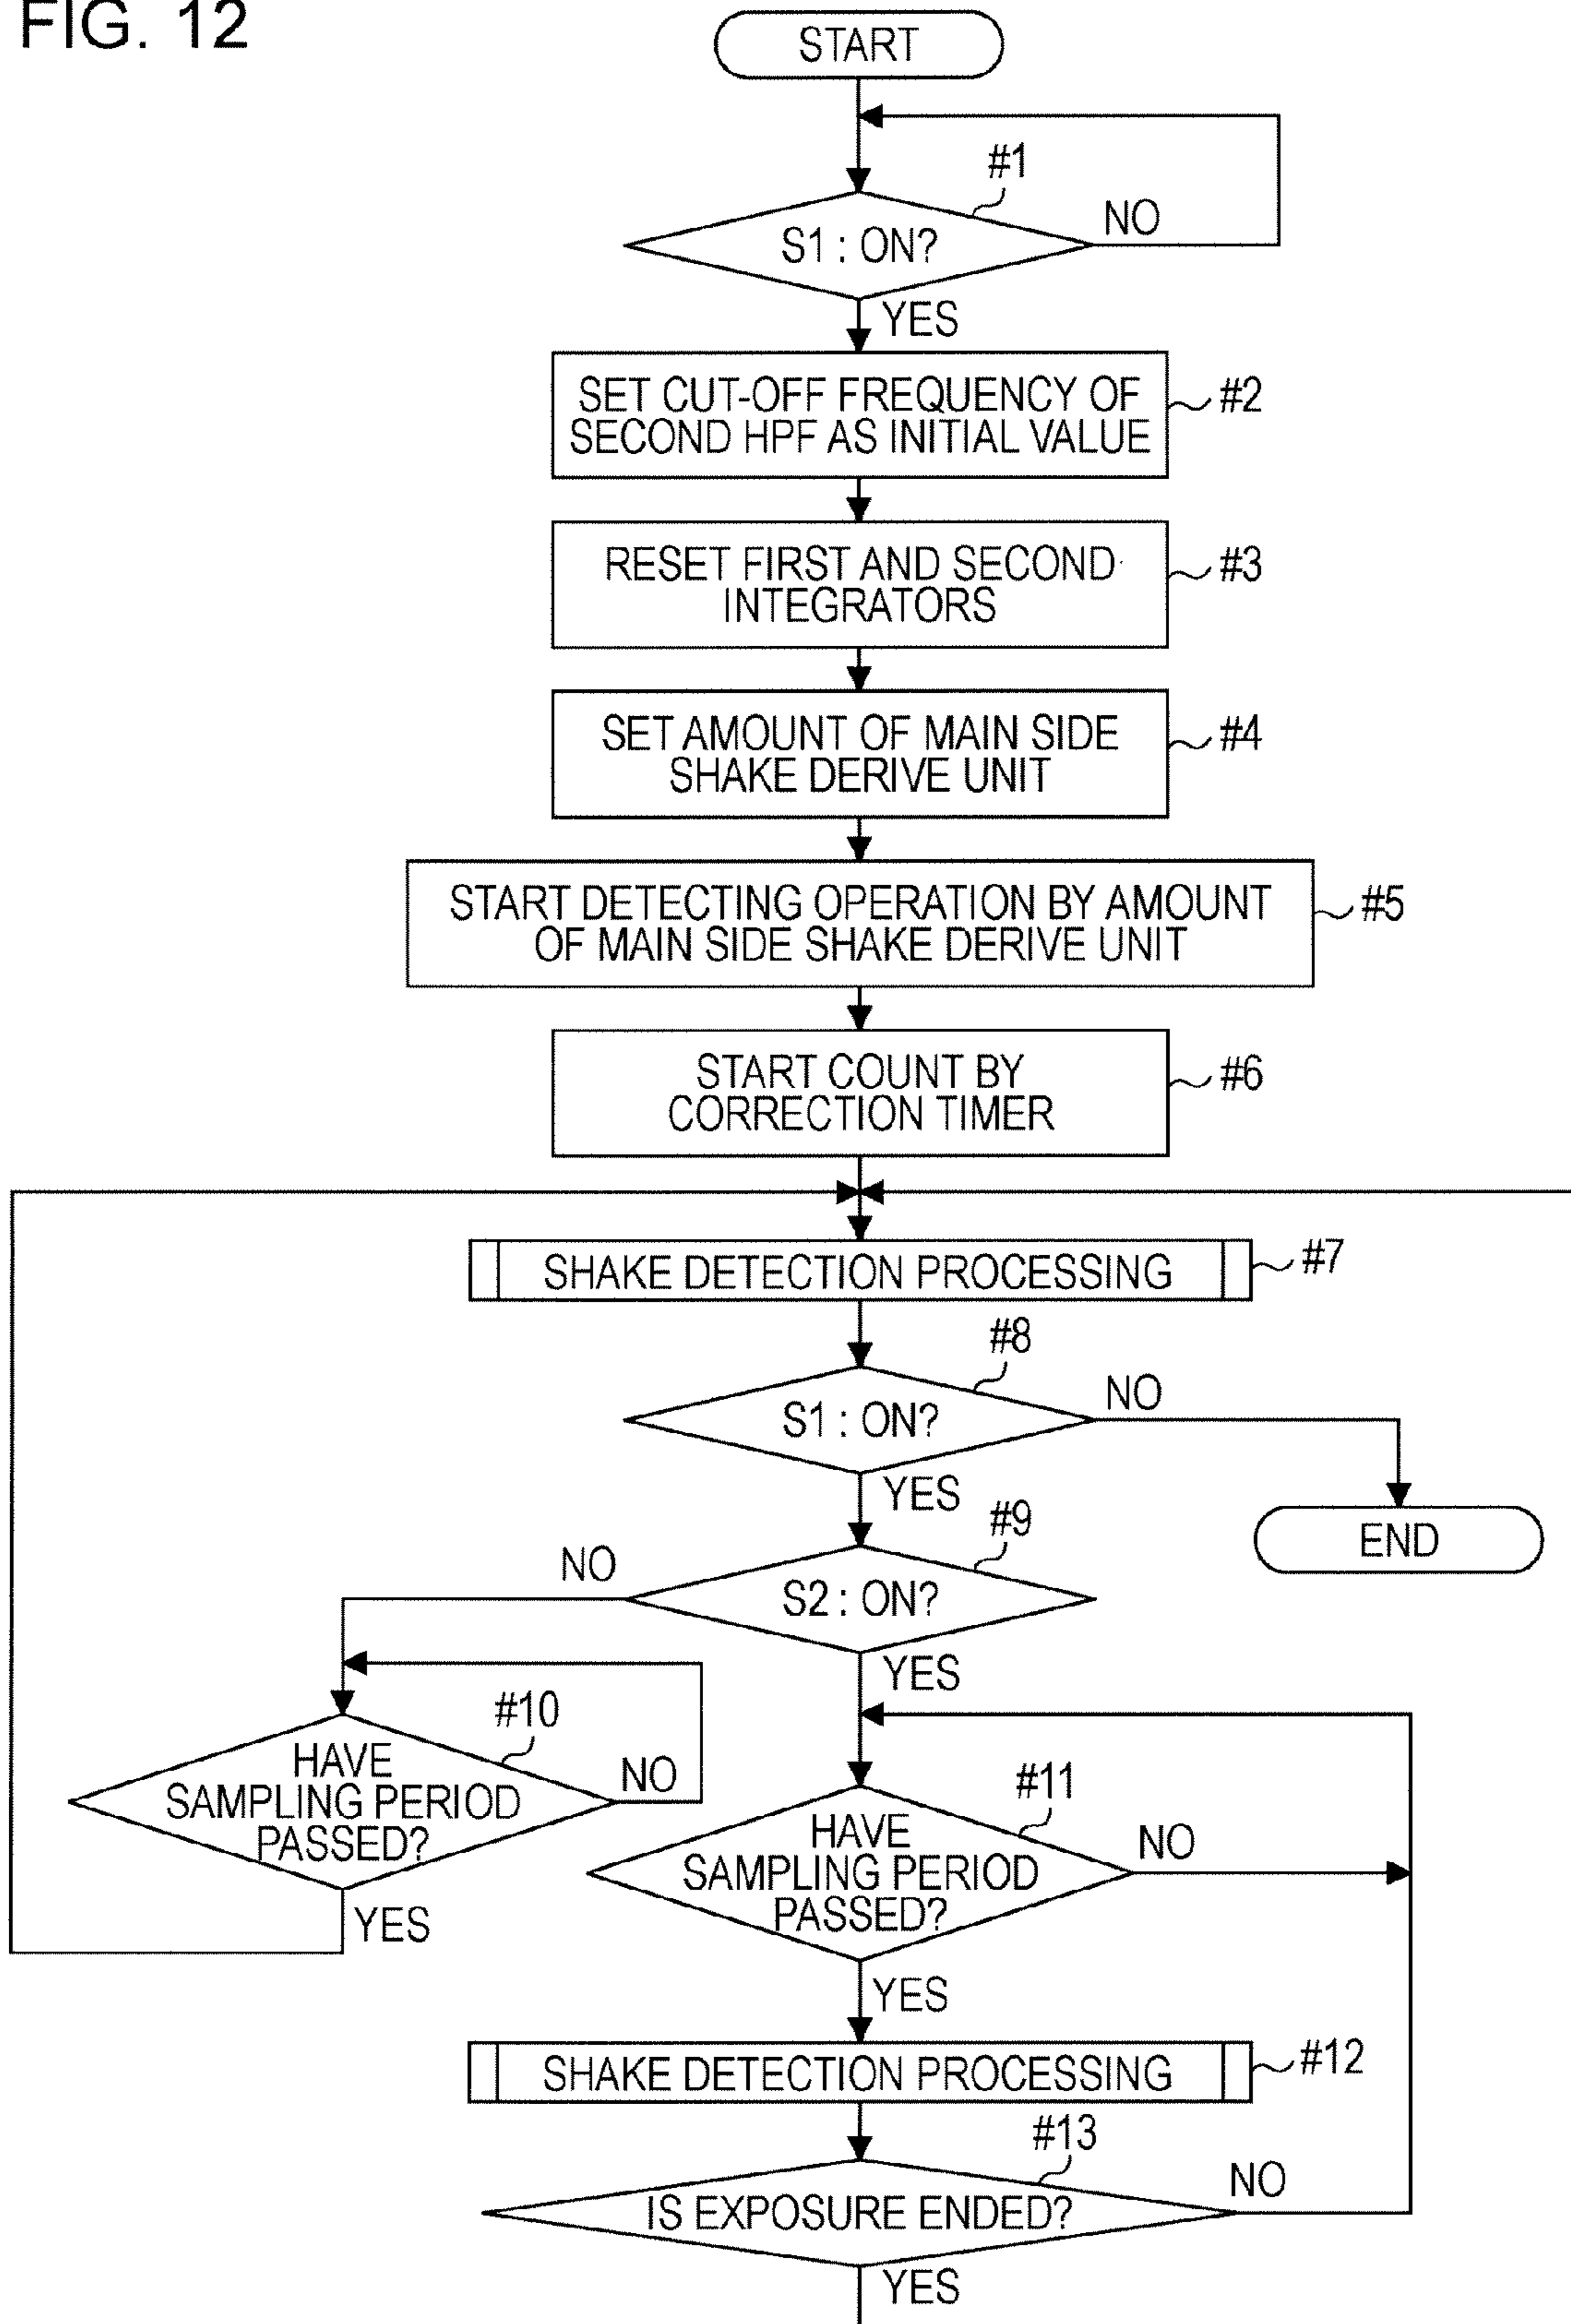 FIG. 12
START
#1
S1 : ON?
NO
YES
SET CUT-OFF FREQUENCY OF
SECOND HPF AS INITIAL VALUE
#2
RESET FIRST AND SECOND
INTEGRATORS
#3
SET AMOUNT OF MAIN SIDE
SHAKE DERIVE UNIT
#4
START DETECTING OPERATION BY AMOUNT
OF MAIN SIDE SHAKE DERIVE UNIT
#5
START COUNT BY
CORRECTION TIMER
#6
SHAKE DETECTION PROCESSING
#7
#8
S1 : ON?
NO
YES
END
#9
S2 : ON?
NO
YES
#10
HAVE
SAMPLING PERIOD
PASSED?
NO
YES
#11
HAVE
SAMPLING PERIOD
PASSED?
NO
YES
SHAKE DETECTION PROCESSING
#12
#13
IS EXPOSURE ENDED?
NO
YES